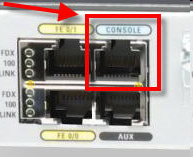 FE 0/1 CONSOLE
FDX
100
LINK
FDX
100
LINK
FE 0/0 AUX